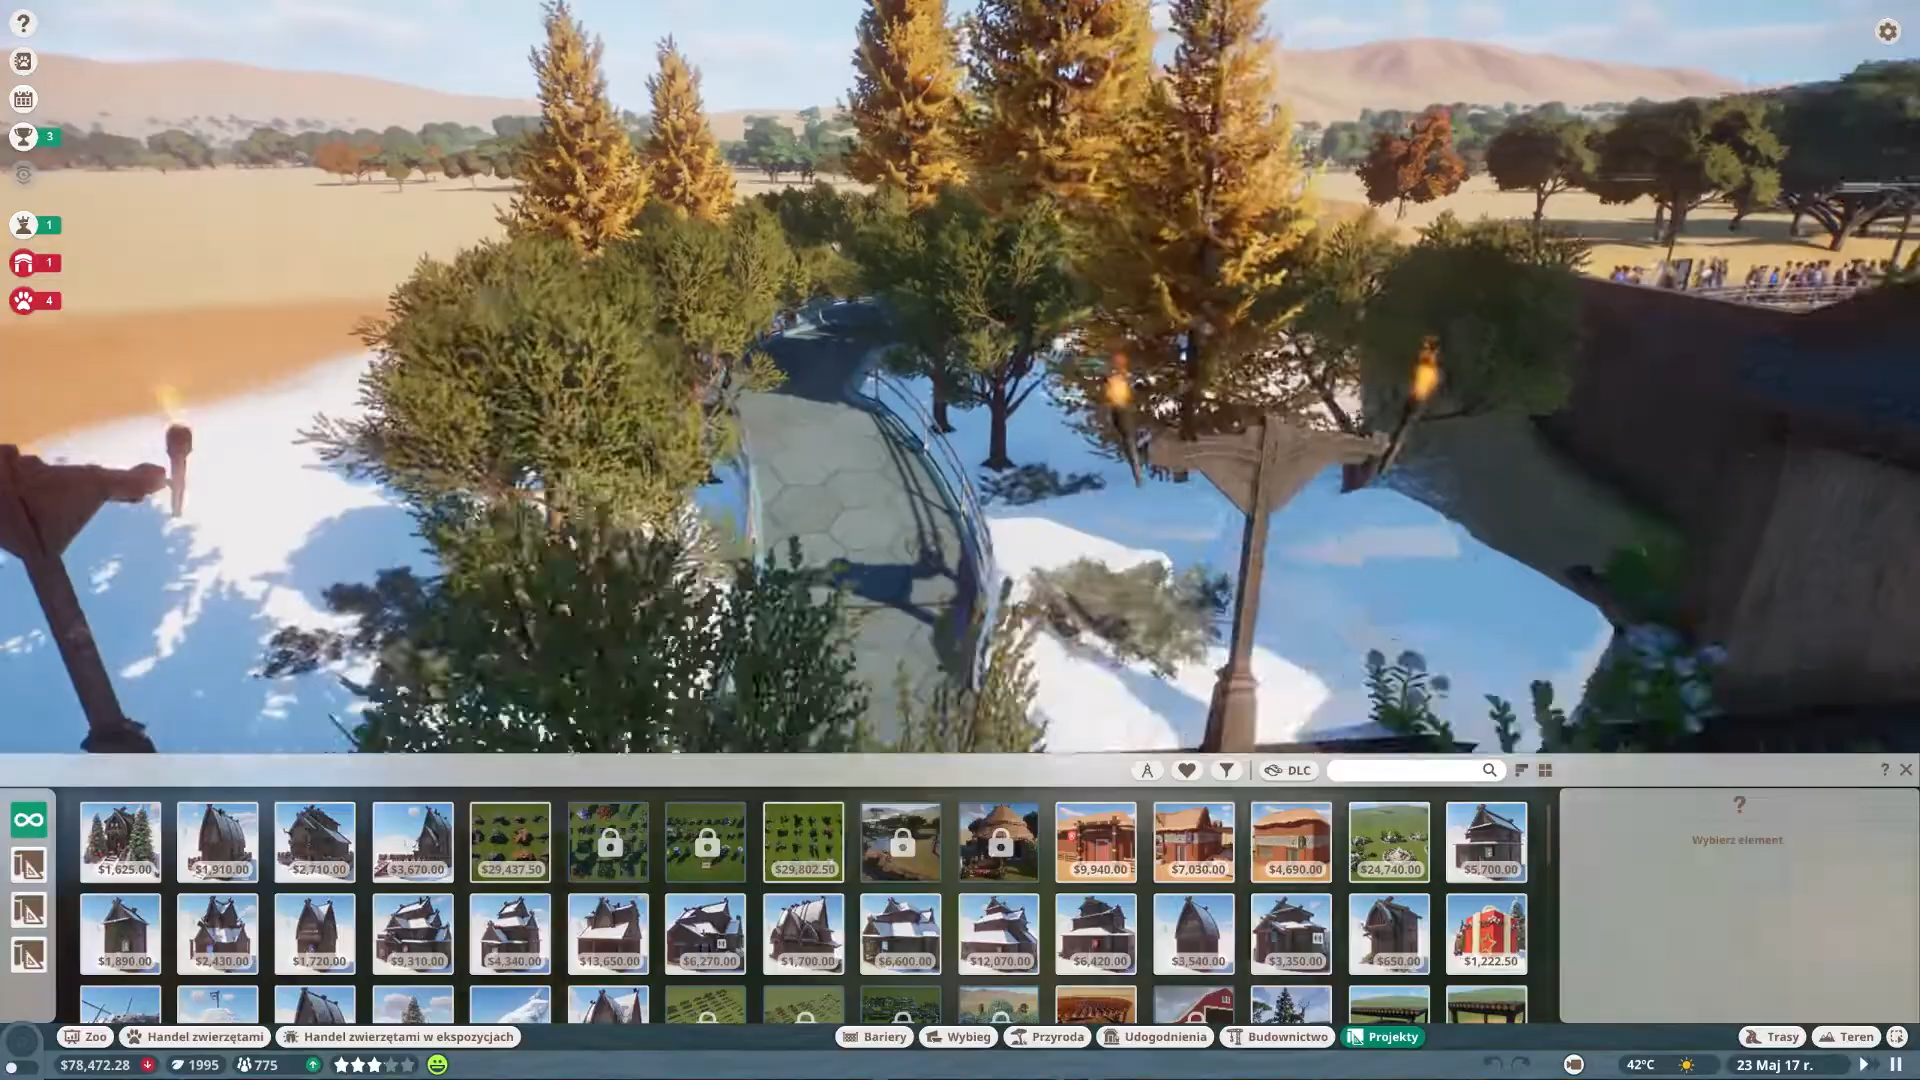 ?
3
1
1
4
DLC
?
$1,625.00 $1,910.00 $2,710.00 $3,670.00 $29,437.50 $29,802.50 $9,940.00 $7,030.00 $4,690.00 $24,740.00 $5,700.00
?
Wybierz element
$1,890.00 $2,430.00 $1,720.00 $9,310.00 $4,340.00 $13,650.00 $6,270.00 $1,700.00 $6,600.00 $12,070.00 $6,420.00 $3,540.00 $3,350.00 $650.00 $1,222.50
Zoo Handel zwierzętami Handel zwierzętami w ekspozycjach Bariery Wybieg Przyroda Udogodnienia Budownictwo Projekty Trasy Teren
$78,472.28 1995 775 42°C 23 Maj 17 r.